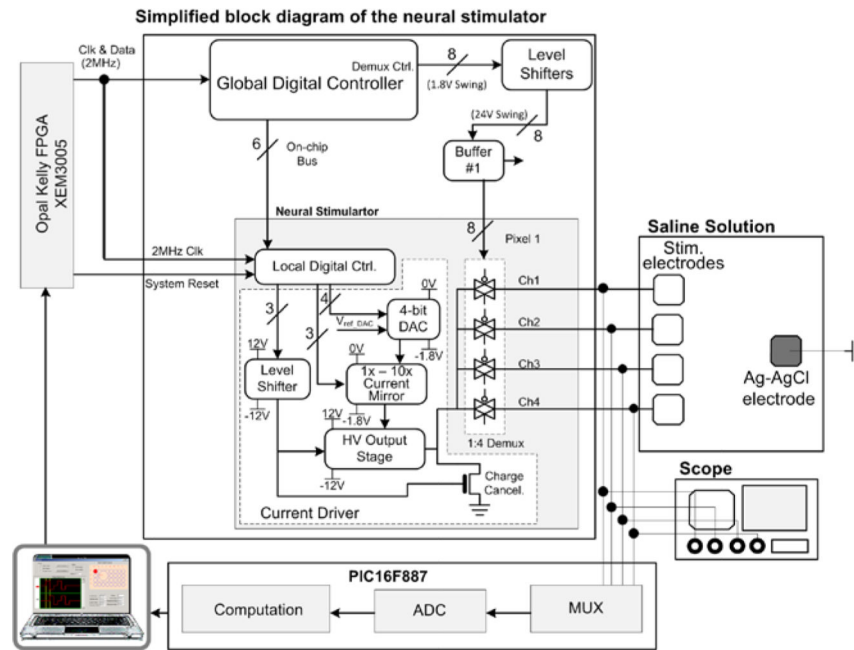 Simplified block diagram of the neural stimulator
Clk & Data
(2MHz)
Opal Kelly FPGA
XEM3005
Global Digital Controller
Demux Ctrl.
8
(1.8V Swing)
Level
Shifters
(24V Swing)
8
6
On-chip
Bus
Buffer
#1
Neural Stimulartor
8
Pixel 1
2MHz Clk
System Reset
Local Digital Ctrl.
3
3
4
Vref_DAC
0V
4-bit
DAC
-1.8V
12V
Level
Shifter
-12V
0V
1x – 10x
Current
Mirror
-1.8V
12V
HV Output
Stage
-12V
Ch1
Ch2
Ch3
Ch4
1:4 Demux
Charge
Cancel.
Current Driver
Saline Solution
Stim.
electrodes
Ag-AgCl
electrode
Scope
PIC16F887
Computation
ADC
MUX